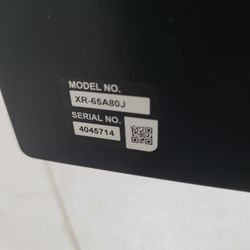 MODEL NO.
XR-65A80J
SERIAL NO.
4045714